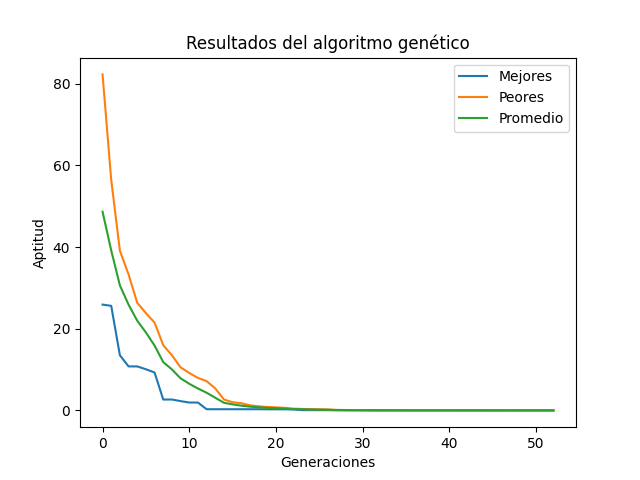 Resultados del algoritmo genético
Mejores
Peores
Promedio
Aptitud
80
60
40
20
0
0 10 20 30 40 50
Generaciones